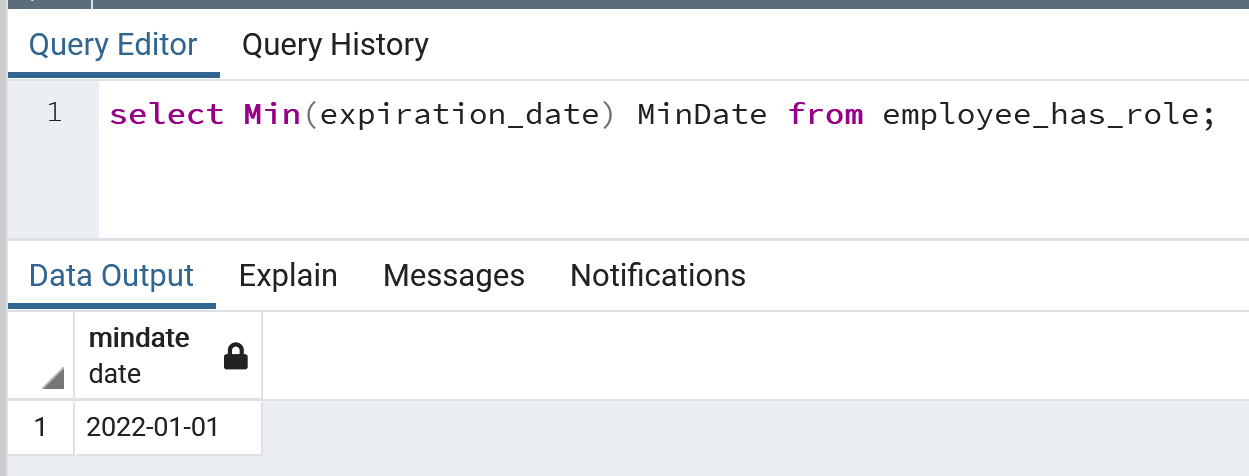 Query Editor Query History
1 select Min(expiration_date) MinDate from employee_has_role;
Data Output Explain Messages Notifications
mindate
date
1 2022-01-01